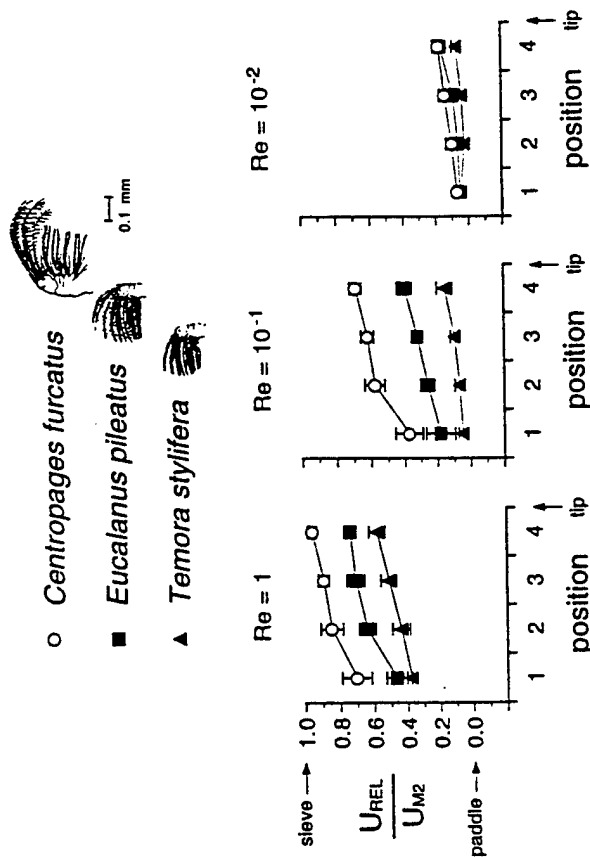 ○ Centropages furcatus
■ Eucalanus pileatus
▲ Temora stylifera
0.1 mm
Re = 1
Re = 10⁻¹
Re = 10⁻²
sieve → 1.0
0.8
0.6
0.4
0.2
paddle → 0.0
U_REL
U_M2
1 2 3 4
tip
position
1 2 3 4
tip
position
1 2 3 4
tip
position